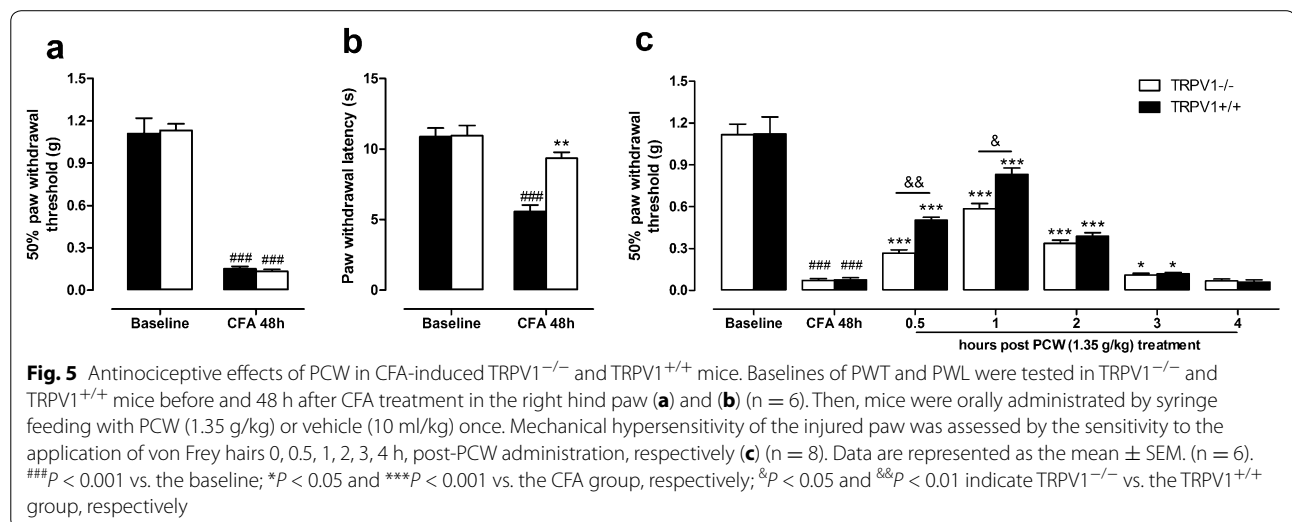 a
50% paw withdrawal
threshold (g)
1.5
1.2
0.9
0.6
0.3
0.0
### ###
Baseline CFA 48h
b
Paw withdrawal latency (s)
15
10
5
0
###
**
Baseline CFA 48h
c
50% paw withdrawal
threshold (g)
1.5
1.2
0.9
0.6
0.3
0.0
TRPV1-/-
TRPV1+/+
### ###
&&
*** ***
&
*** ***
*** ***
* *
Baseline CFA 48h 0.5 1 2 3 4
hours post PCW (1.35 g/kg) treatment
Fig. 5 Antinociceptive effects of PCW in CFA-induced TRPV1−/− and TRPV1+/+ mice. Baselines of PWT and PWL were tested in TRPV1−/− and
TRPV1+/+ mice before and 48 h after CFA treatment in the right hind paw (a) and (b) (n = 6). Then, mice were orally administrated by syringe
feeding with PCW (1.35 g/kg) or vehicle (10 ml/kg) once. Mechanical hypersensitivity of the injured paw was assessed by the sensitivity to the
application of von Frey hairs 0, 0.5, 1, 2, 3, 4 h, post-PCW administration, respectively (c) (n = 8). Data are represented as the mean ± SEM. (n = 6).
###P < 0.001 vs. the baseline; *P < 0.05 and ***P < 0.001 vs. the CFA group, respectively; &P < 0.05 and &&P < 0.01 indicate TRPV1−/− vs. the TRPV1+/+
group, respectively